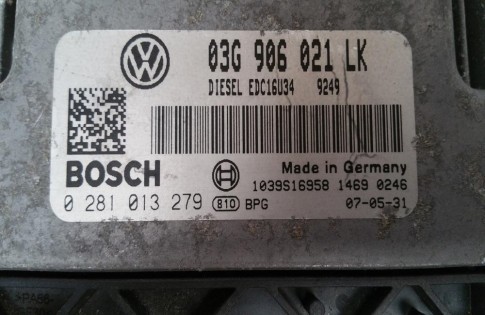 03G 906 021 LK
DIESEL EDC16U34 9249
BOSCH
Made in Germany
1039S16958 1469 0246
0 281 013 279 810 BPG 07-05-31
>PA66-